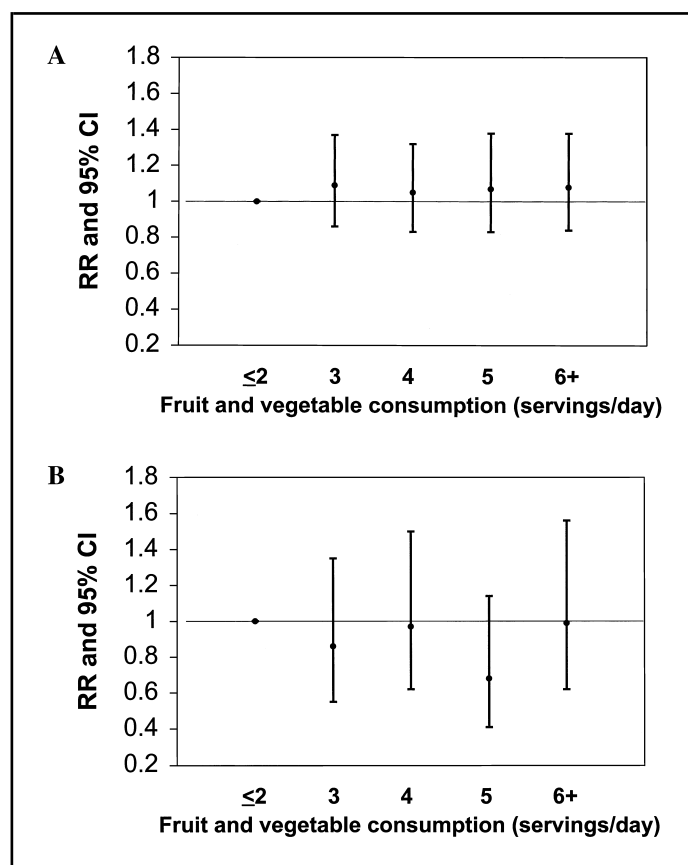 A
1.8
1.6
1.4
1.2
1
0.8
0.6
0.4
0.2
RR and 95% CI
≤2 3 4 5 6+
Fruit and vegetable consumption (servings/day)
B
1.8
1.6
1.4
1.2
1
0.8
0.6
0.4
0.2
RR and 95% CI
≤2 3 4 5 6+
Fruit and vegetable consumption (servings/day)